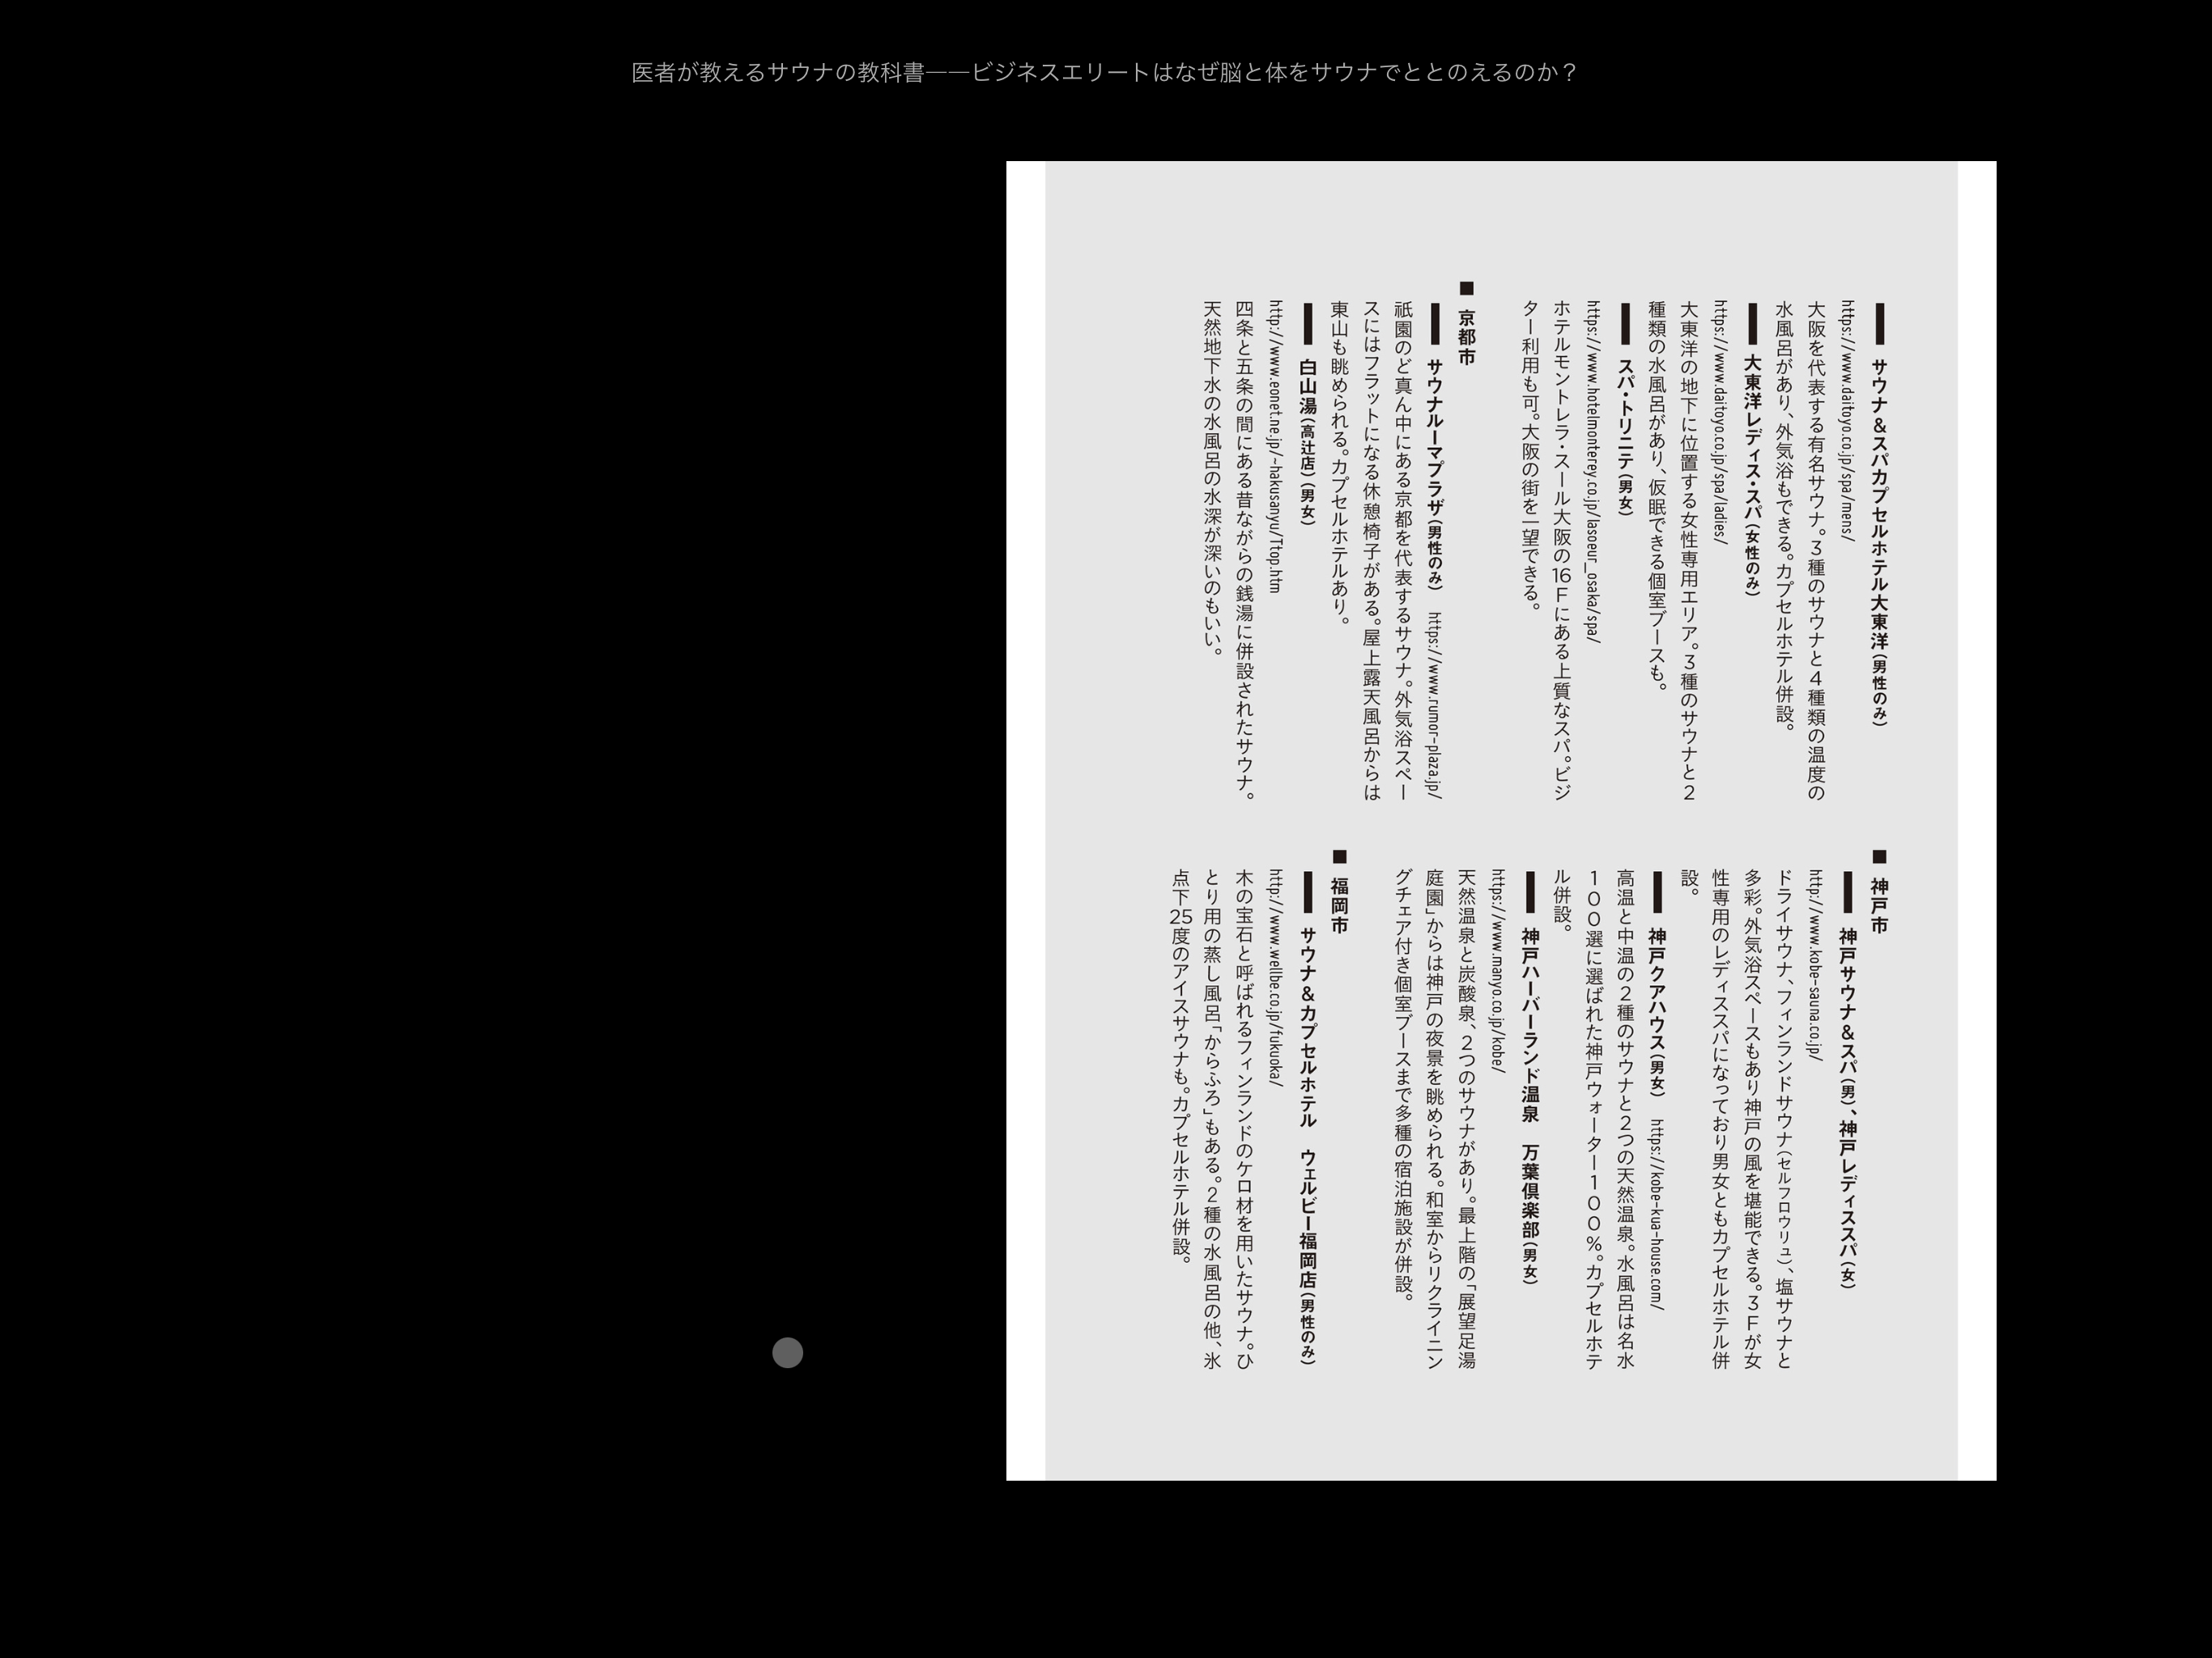 医者が教えるサウナの教科書――ビジネスエリートはなぜ脳と体をサウナでととのえるのか？
サウナ＆スパカプセルホテル大東洋（男性のみ）
https://www.daitoyo.co.jp/spa/mens/
大阪を代表する有名サウナ。3種のサウナと4種類の温度の
水風呂があり、外気浴もできる。カプセルホテル併設。
大東洋レディス・スパ（女性のみ）
https://www.daitoyo.co.jp/spa/ladies/
大東洋の地下に位置する女性専用エリア。3種のサウナと2
種類の水風呂があり、仮眠できる個室ブースも。
スパ・トリニテ（男女）
https://www.hotelmonterey.co.jp/lasoeur_osaka/spa/
ホテルモントレラ・スール大阪の16Fにある上質なスパ。ビジ
ター利用も可。大阪の街を一望できる。
■ 京都市
サウナルーマプラザ（男性のみ） https://www.rumor-plaza.jp/
祇園のど真ん中にある京都を代表するサウナ。外気浴スペー
スにはフラットになる休憩椅子がある。屋上露天風呂からは
東山も眺められる。カプセルホテルあり。
白山湯（高辻店）（男女）
http://www.eonet.ne.jp/~hakusanyu/Ttop.htm
四条と五条の間にある昔ながらの銭湯に併設されたサウナ。
天然地下水の水風呂の水深が深いのもいい。
■ 神戸市
神戸サウナ＆スパ（男）、神戸レディススパ（女）
http://www.kobe-sauna.co.jp/
ドライサウナ、フィンランドサウナ（セルフロウリュ）、塩サウナと
多彩。外気浴スペースもあり神戸の風を堪能できる。3Fが女
性専用のレディススパになっており男女ともカプセルホテル併
設。
神戸クアハウス（男女） https://kobe-kua-house.com/
高温と中温の2種のサウナと2つの天然温泉。水風呂は名水
100選に選ばれた神戸ウォーター100％。カプセルホテ
ル併設。
神戸ハーバーランド温泉　万葉倶楽部（男女）
https://www.manyo.co.jp/kobe/
天然温泉と炭酸泉、2つのサウナがあり。最上階の「展望足湯
庭園」からは神戸の夜景を眺められる。和室からリクライニン
グチェア付き個室ブースまで多種の宿泊施設が併設。
■ 福岡市
サウナ＆カプセルホテル　ウェルビー福岡店（男性のみ）
http://www.wellbe.co.jp/fukuoka/
木の宝石と呼ばれるフィンランドのケロ材を用いたサウナ。ひ
とり用の蒸し風呂「からふろ」もある。2種の水風呂の他、氷
点下25度のアイスサウナも。カプセルホテル併設。